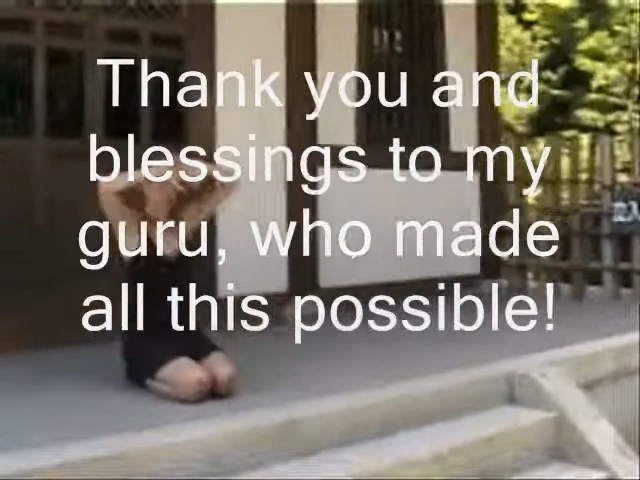 Thank you and
blessings to my
guru, who made
all this possible!